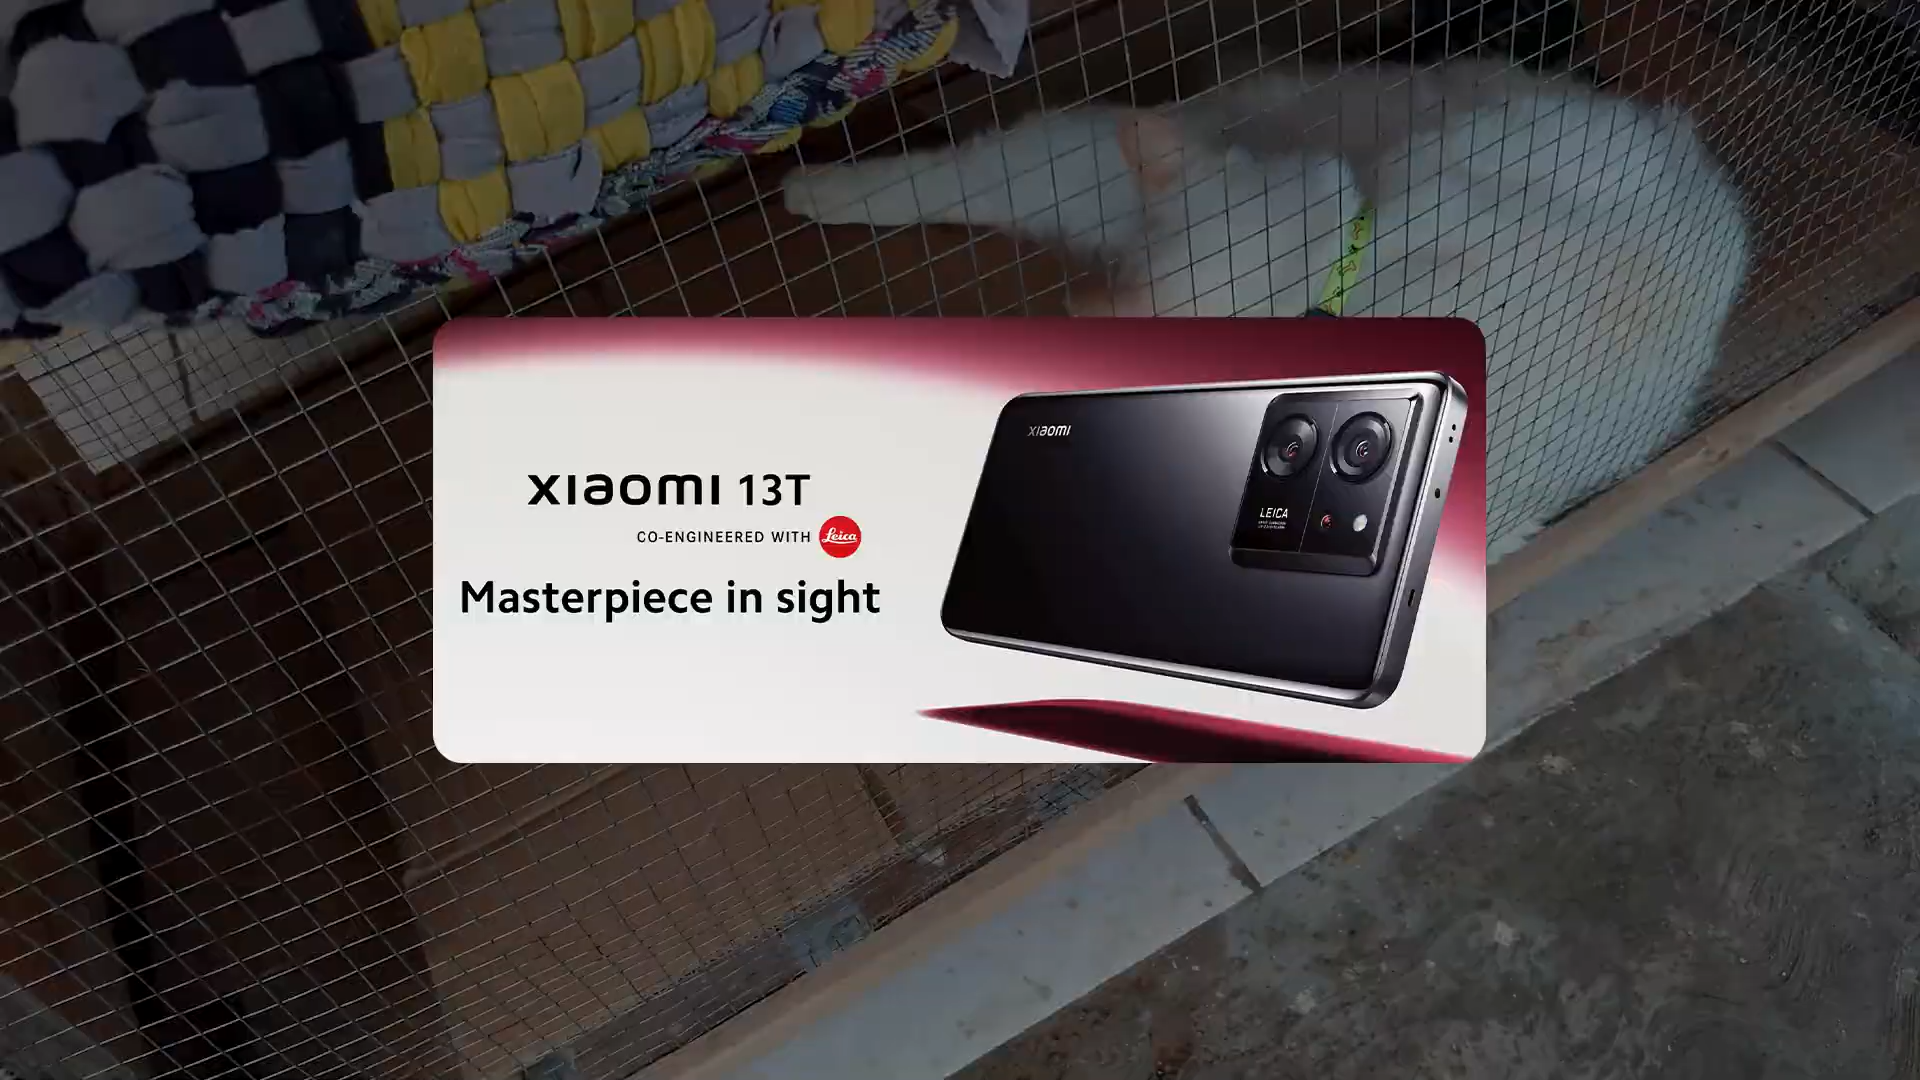 xiaomi 13T
CO-ENGINEERED WITH Leica
Masterpiece in sight
xiaomi
LEICA